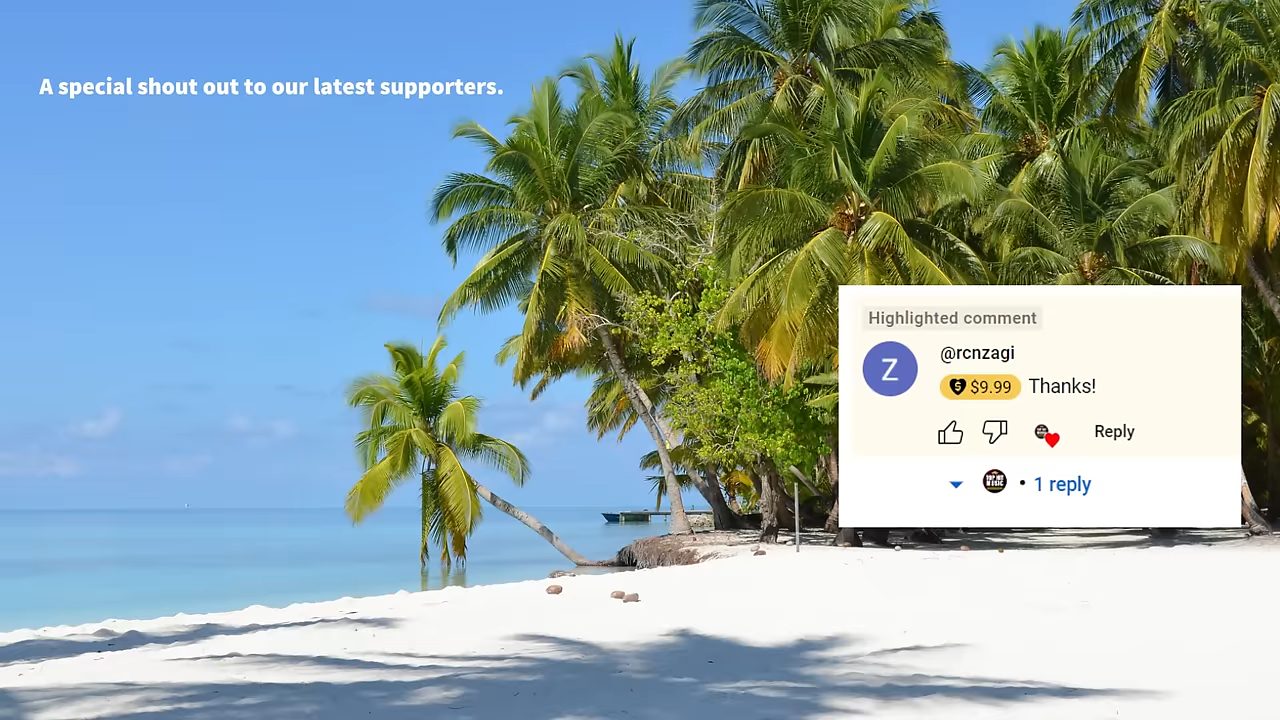 A special shout out to our latest supporters.
Highlighted comment
Z
@rcnzagi
$9.99 Thanks!
Reply
• 1 reply